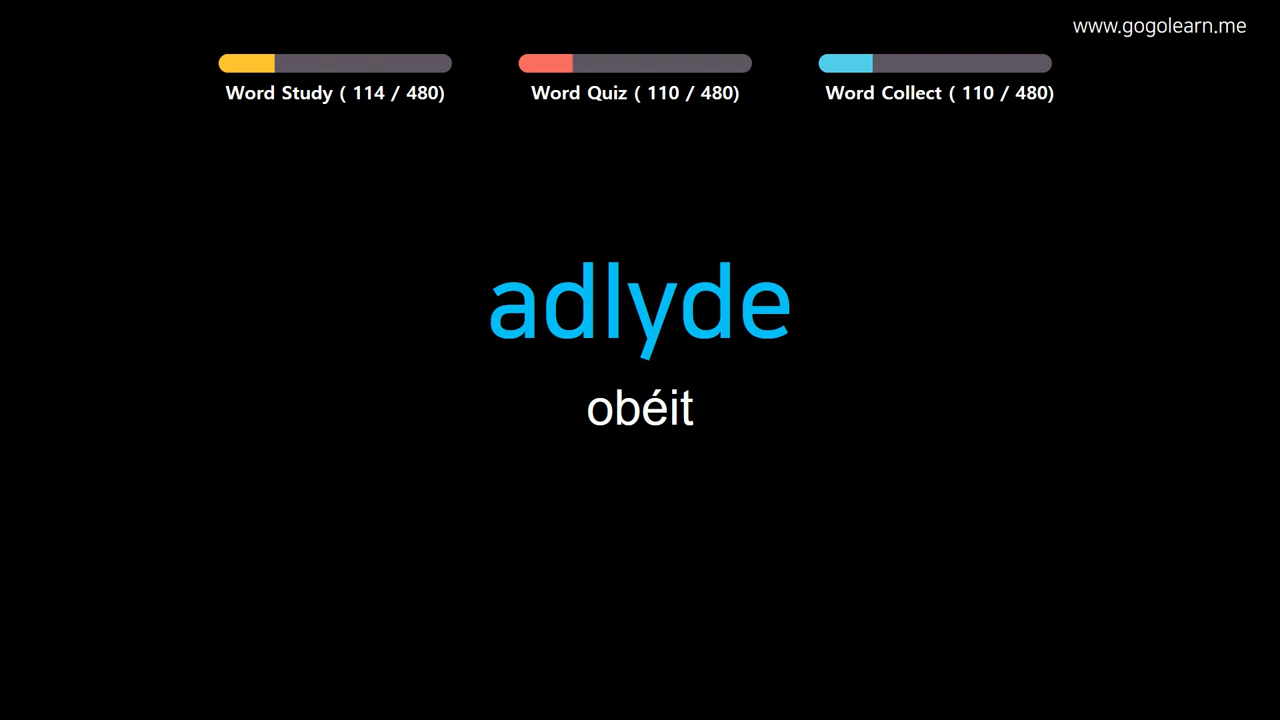 www.gogolearn.me
Word Study ( 114 / 480)
Word Quiz ( 110 / 480)
Word Collect ( 110 / 480)
adlyde
obéit